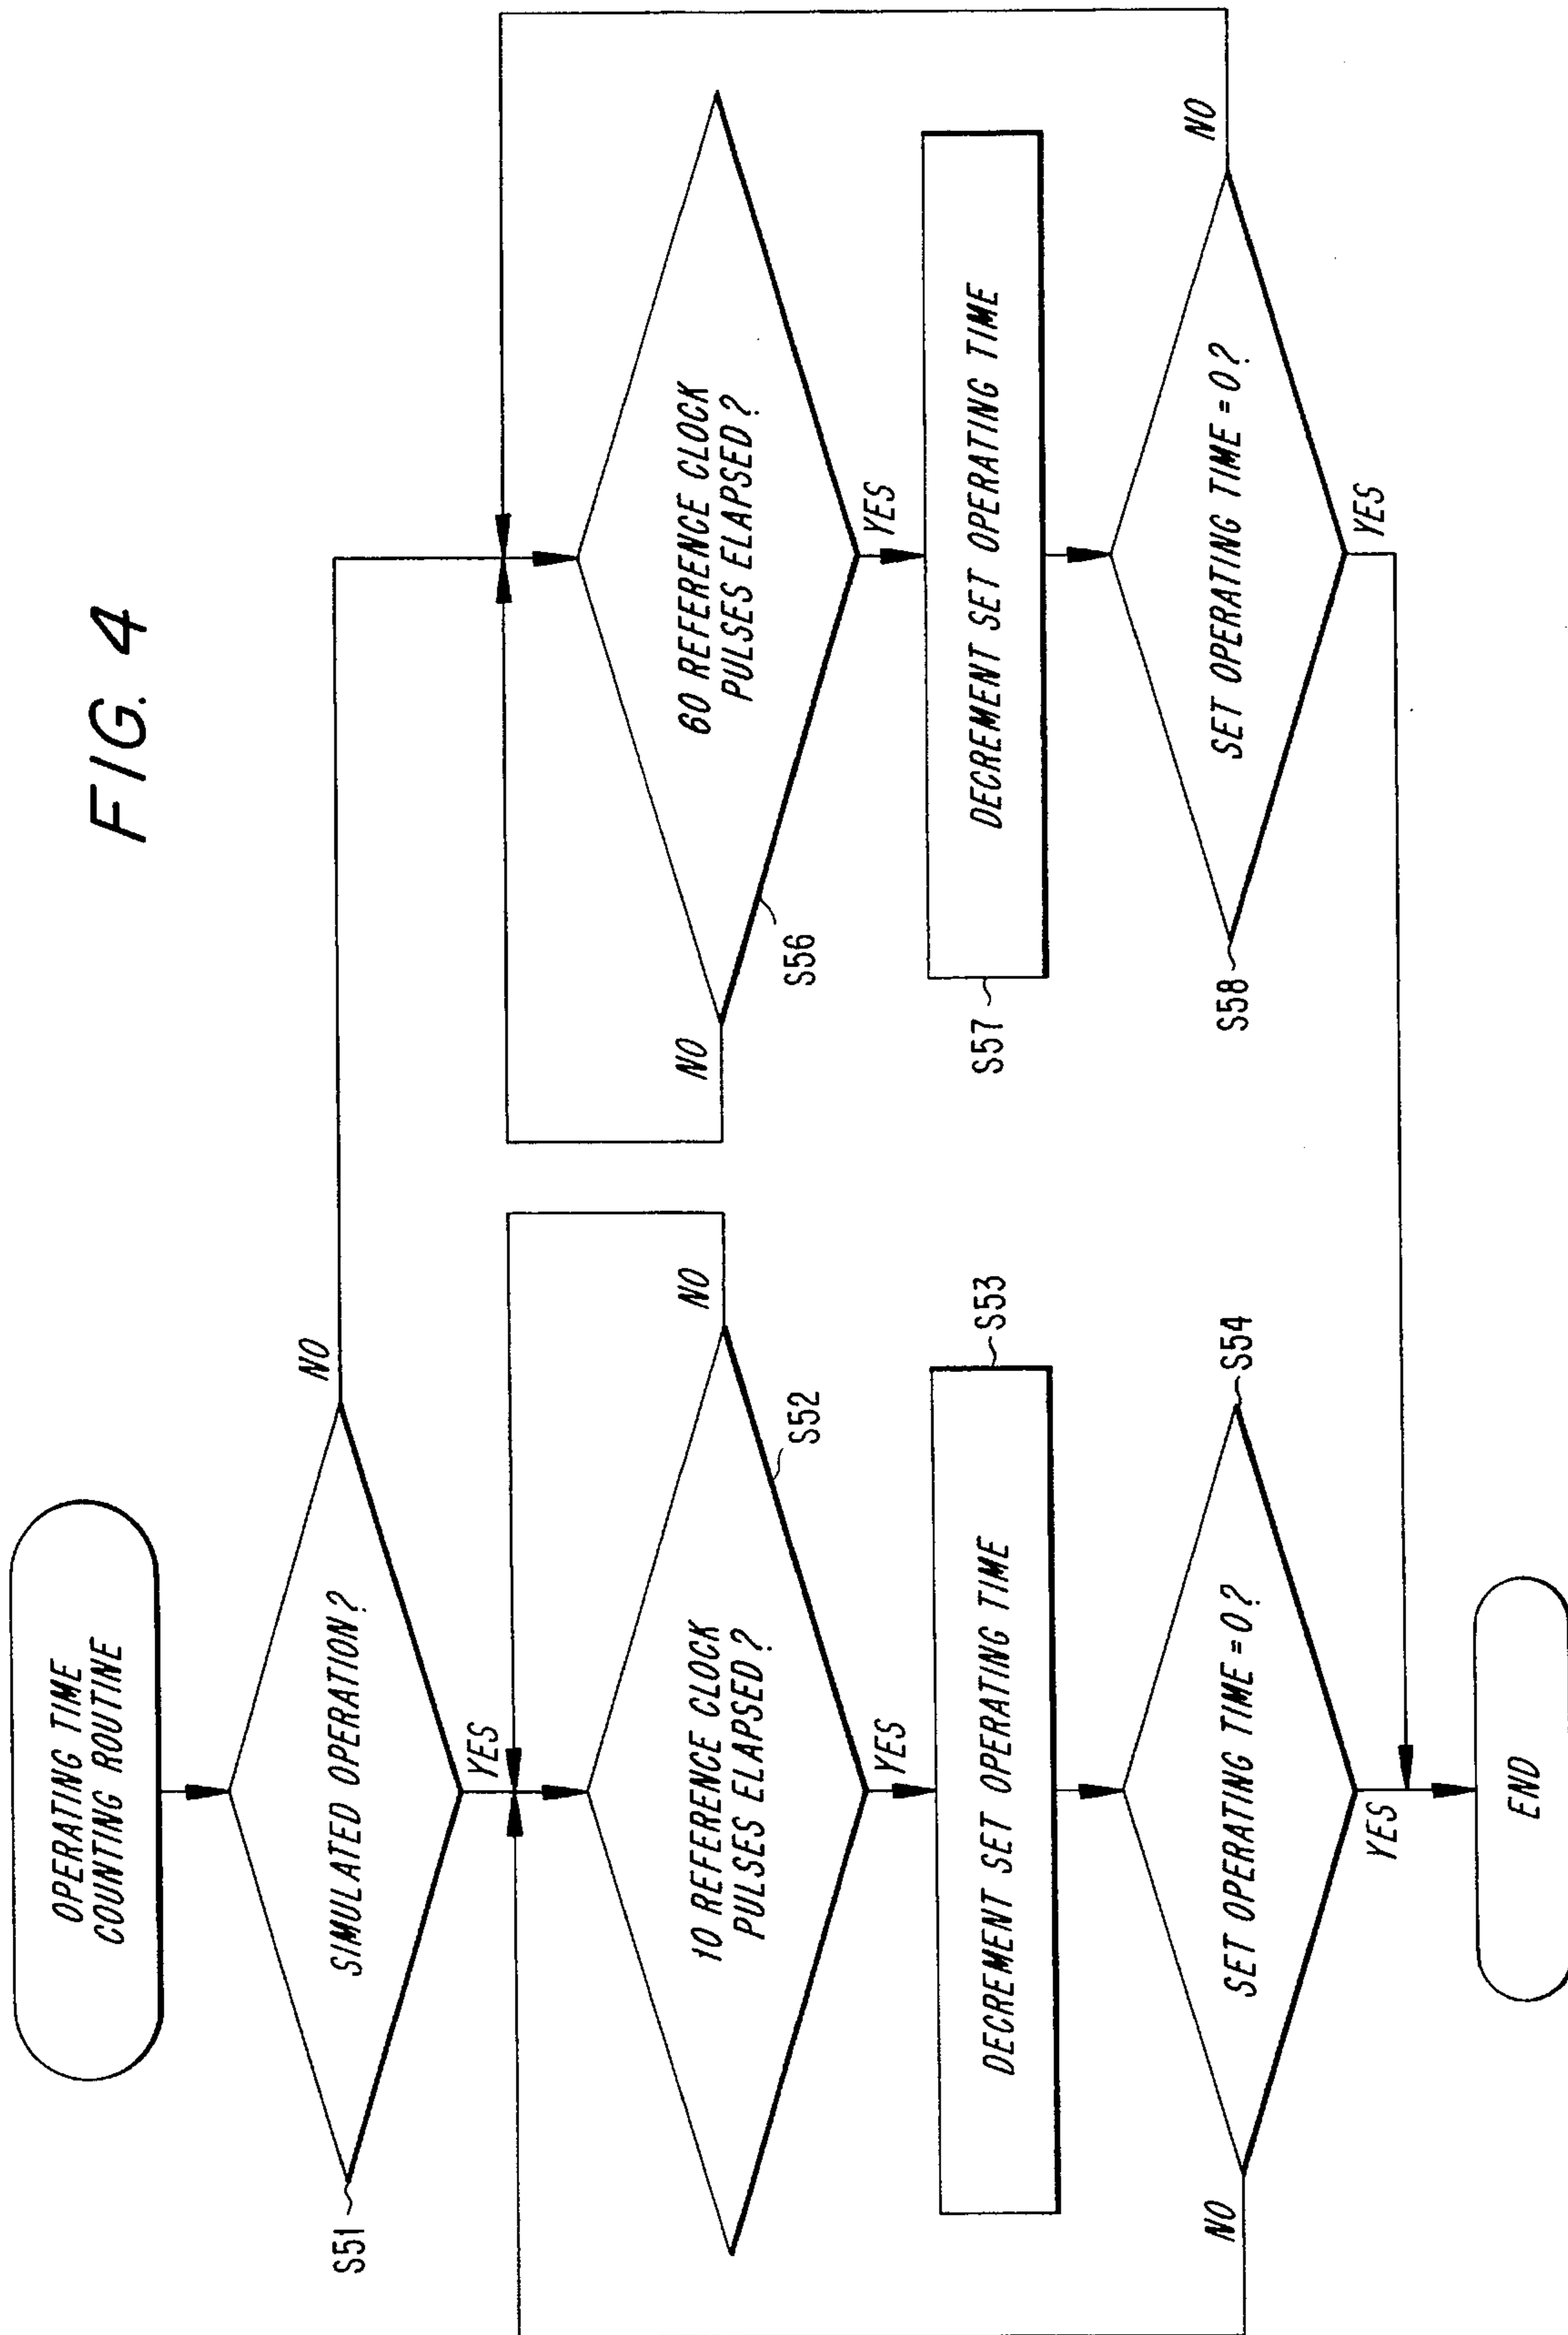 FIG. 4
OPERATING TIME
COUNTING ROUTINE
S51
SIMULATED OPERATION?
NO
YES
10 REFERENCE CLOCK
PULSES ELAPSED?
S52
NO
YES
DECREMENT SET OPERATING TIME
S53
SET OPERATING TIME = 0?
S54
NO
YES
60 REFERENCE CLOCK
PULSES ELAPSED?
S56
NO
YES
DECREMENT SET OPERATING TIME
S57
SET OPERATING TIME = 0?
S58
NO
YES
END